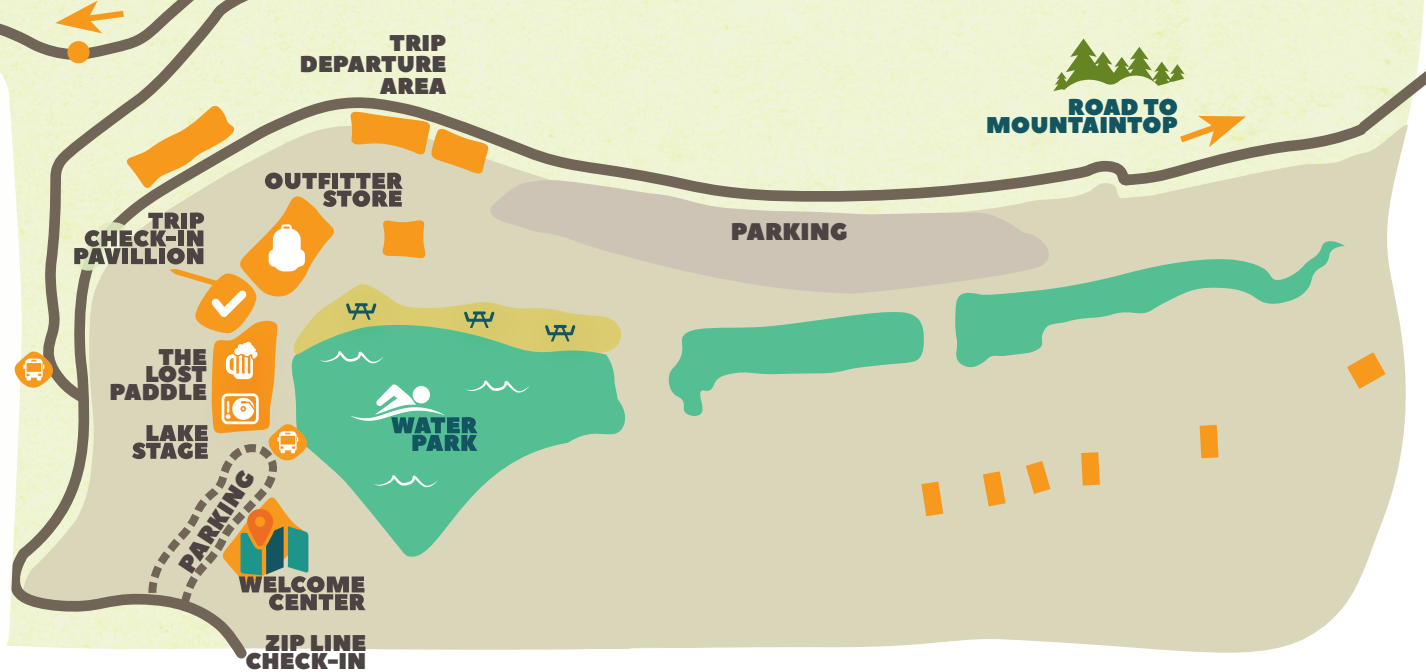 TRIP
DEPARTURE
AREA
ROAD TO
MOUNTAINTOP
OUTFITTER
STORE
TRIP
CHECK-IN
PAVILLION
PARKING
THE
LOST
PADDLE
WATER
PARK
LAKE
STAGE
PARKING
WELCOME
CENTER
ZIP LINE
CHECK-IN